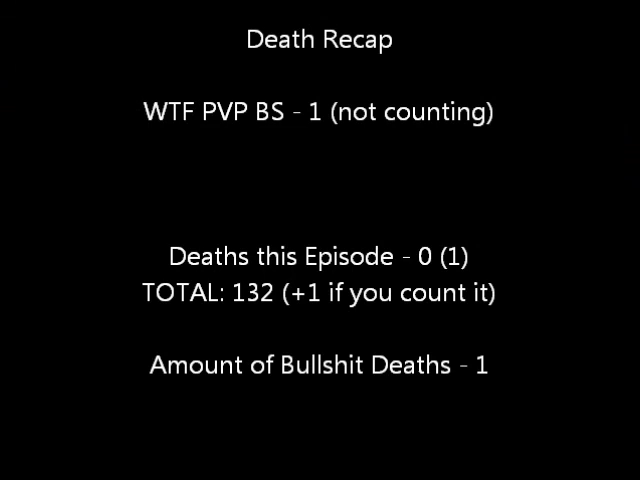 Death Recap
WTF PVP BS - 1 (not counting)
Deaths this Episode - 0 (1)
TOTAL: 132 (+1 if you count it)
Amount of Bullshit Deaths - 1